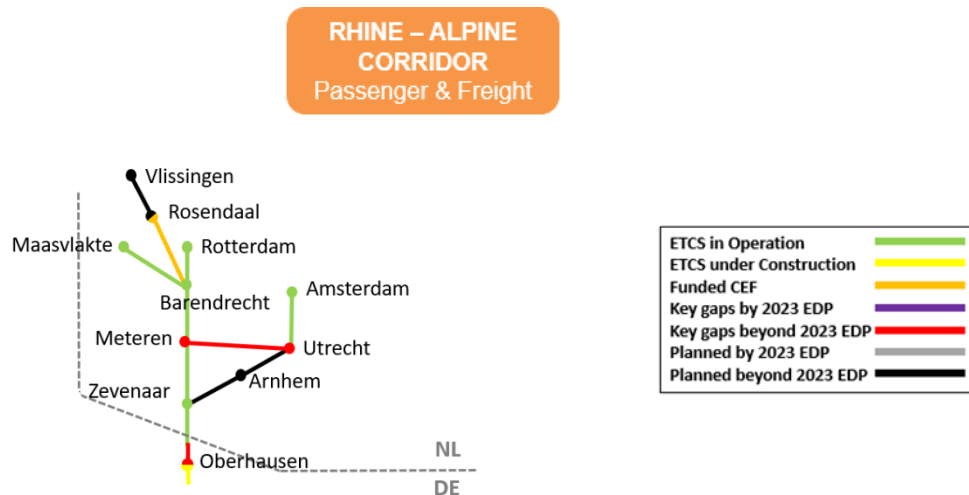 RHINE – ALPINE
CORRIDOR
Passenger & Freight
Vlissingen
Rosendaal
Maasvlakte
Rotterdam
Barendrecht
Amsterdam
Meteren
Utrecht
Arnhem
Zevenaar
Oberhausen
NL
DE
ETCS in Operation
ETCS under Construction
Funded CEF
Key gaps by 2023 EDP
Key gaps beyond 2023 EDP
Planned by 2023 EDP
Planned beyond 2023 EDP